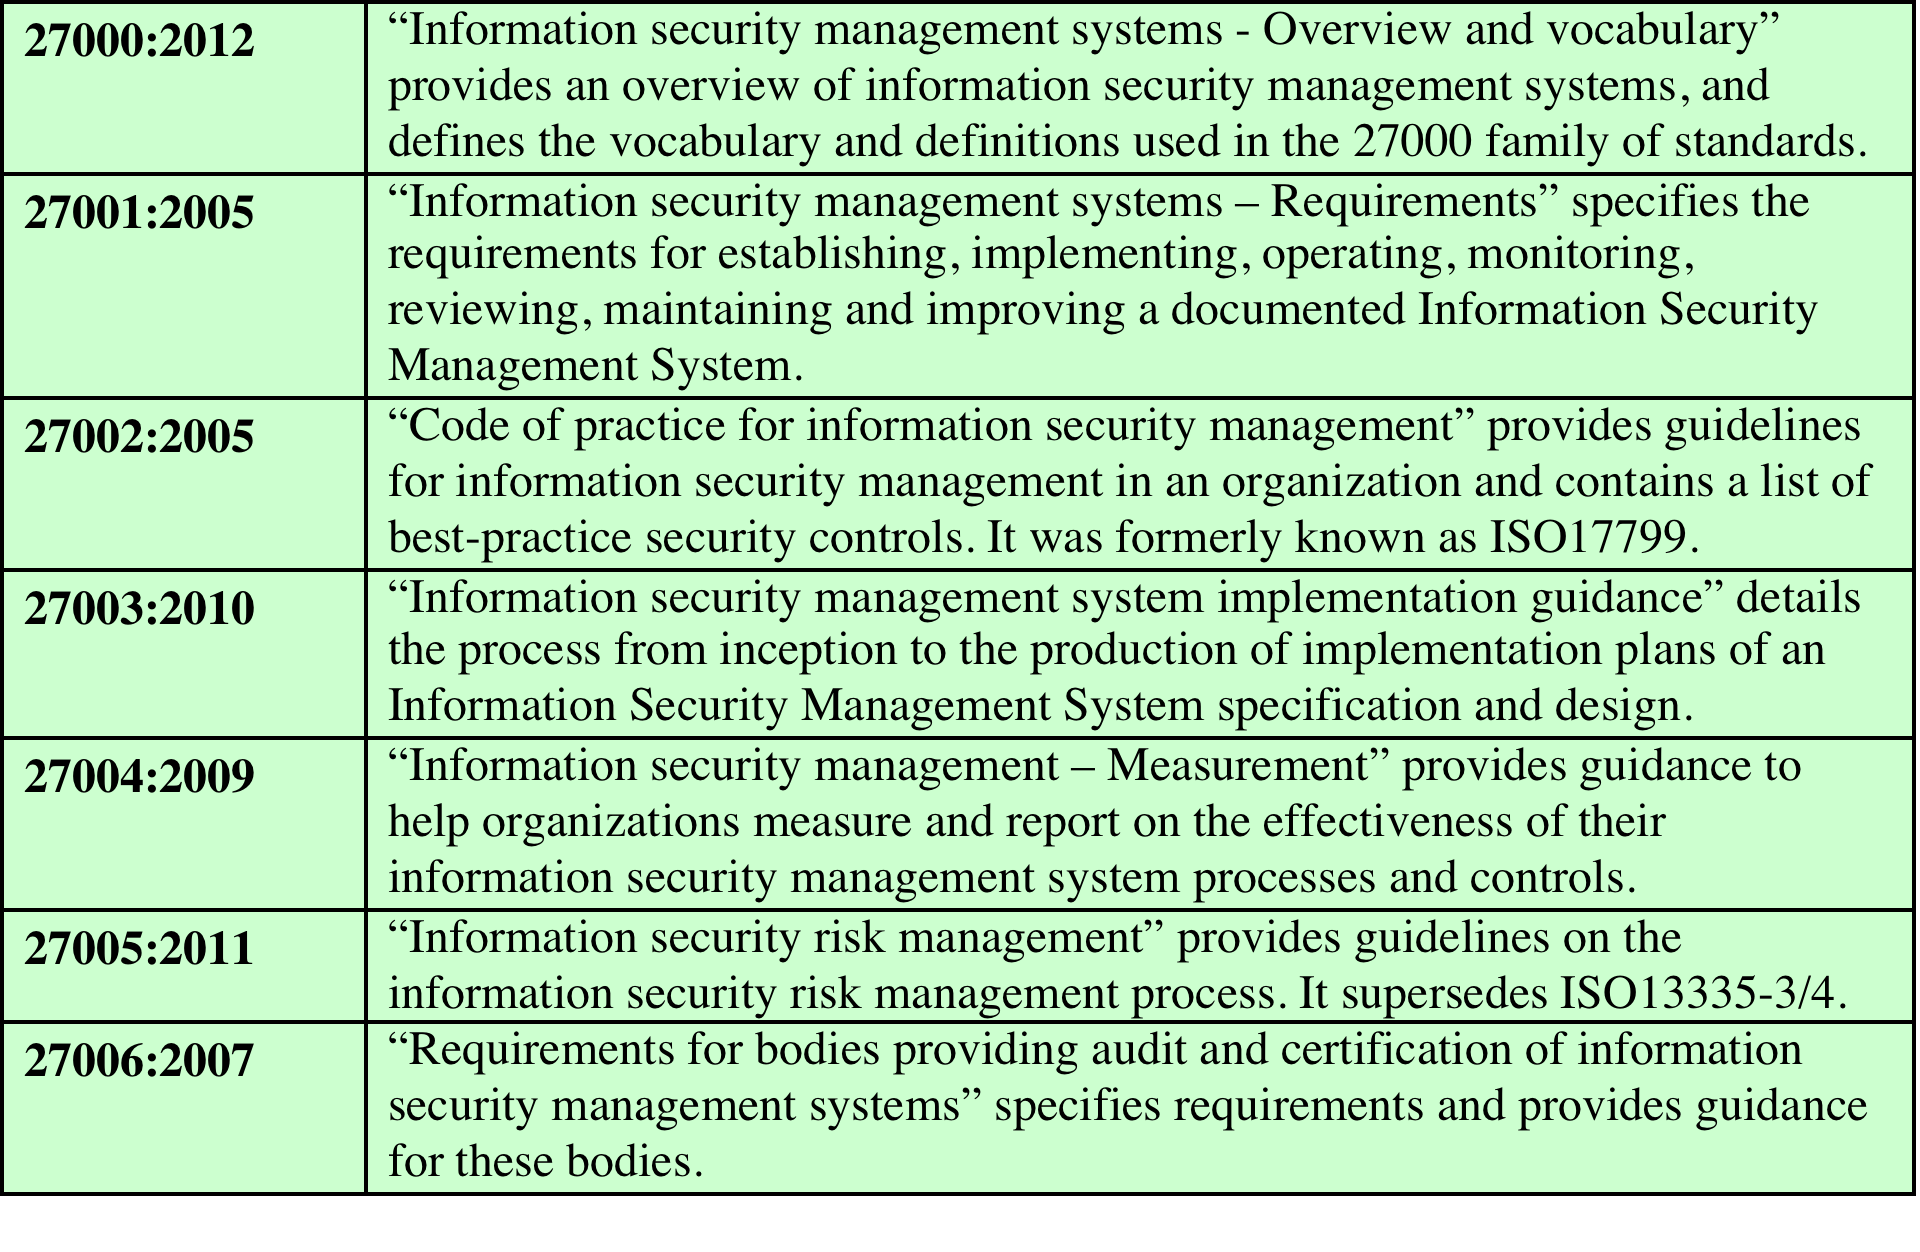 27000:2012
“Information security management systems - Overview and vocabulary”
provides an overview of information security management systems, and
defines the vocabulary and definitions used in the 27000 family of standards.
27001:2005
“Information security management systems – Requirements” specifies the
requirements for establishing, implementing, operating, monitoring,
reviewing, maintaining and improving a documented Information Security
Management System.
27002:2005
“Code of practice for information security management” provides guidelines
for information security management in an organization and contains a list of
best-practice security controls. It was formerly known as ISO17799.
27003:2010
“Information security management system implementation guidance” details
the process from inception to the production of implementation plans of an
Information Security Management System specification and design.
27004:2009
“Information security management – Measurement” provides guidance to
help organizations measure and report on the effectiveness of their
information security management system processes and controls.
27005:2011
“Information security risk management” provides guidelines on the
information security risk management process. It supersedes ISO13335-3/4.
27006:2007
“Requirements for bodies providing audit and certification of information
security management systems” specifies requirements and provides guidance
for these bodies.